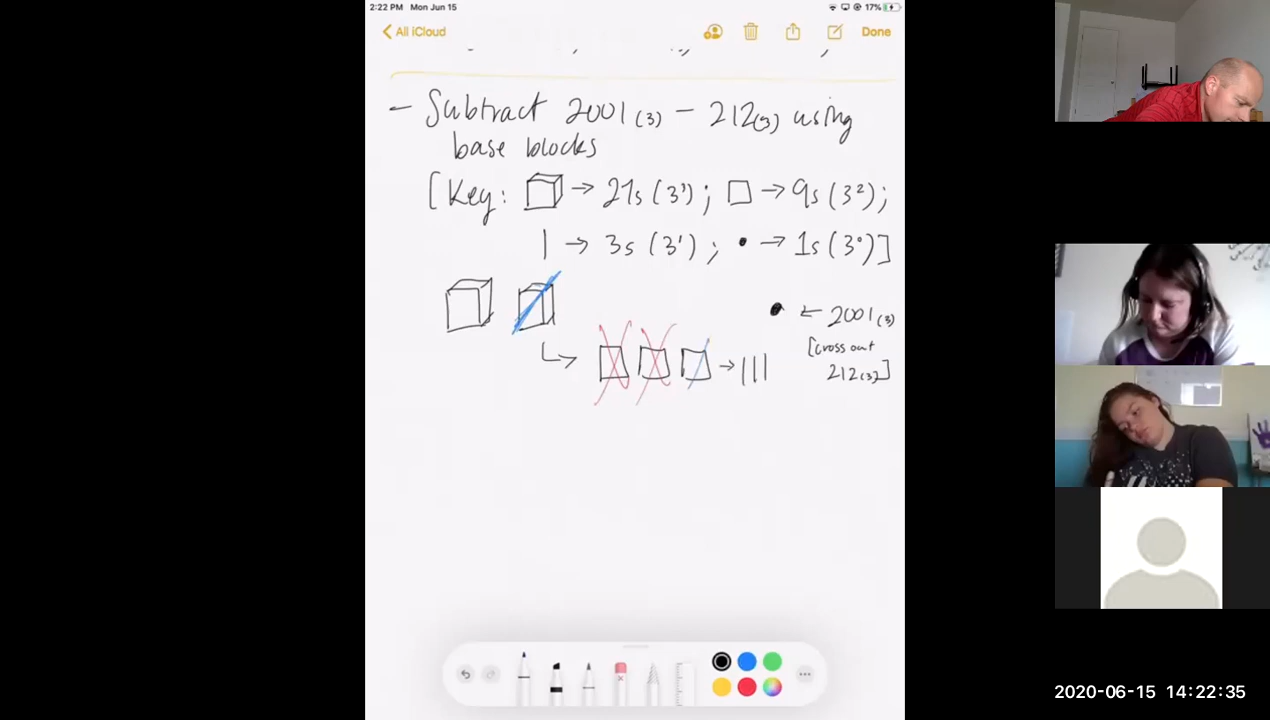 2:22 PM Mon Jun 15
17%
All iCloud
Done
- Subtract 2001(3) - 212(3) using
base blocks
[Key: → 27s (3³); → 9s (3²);
| → 3s (3¹); • → 1s (3⁰)]
← 2001(3)
[cross out
212(3)]
→ |||
2020-06-15 14:22:35